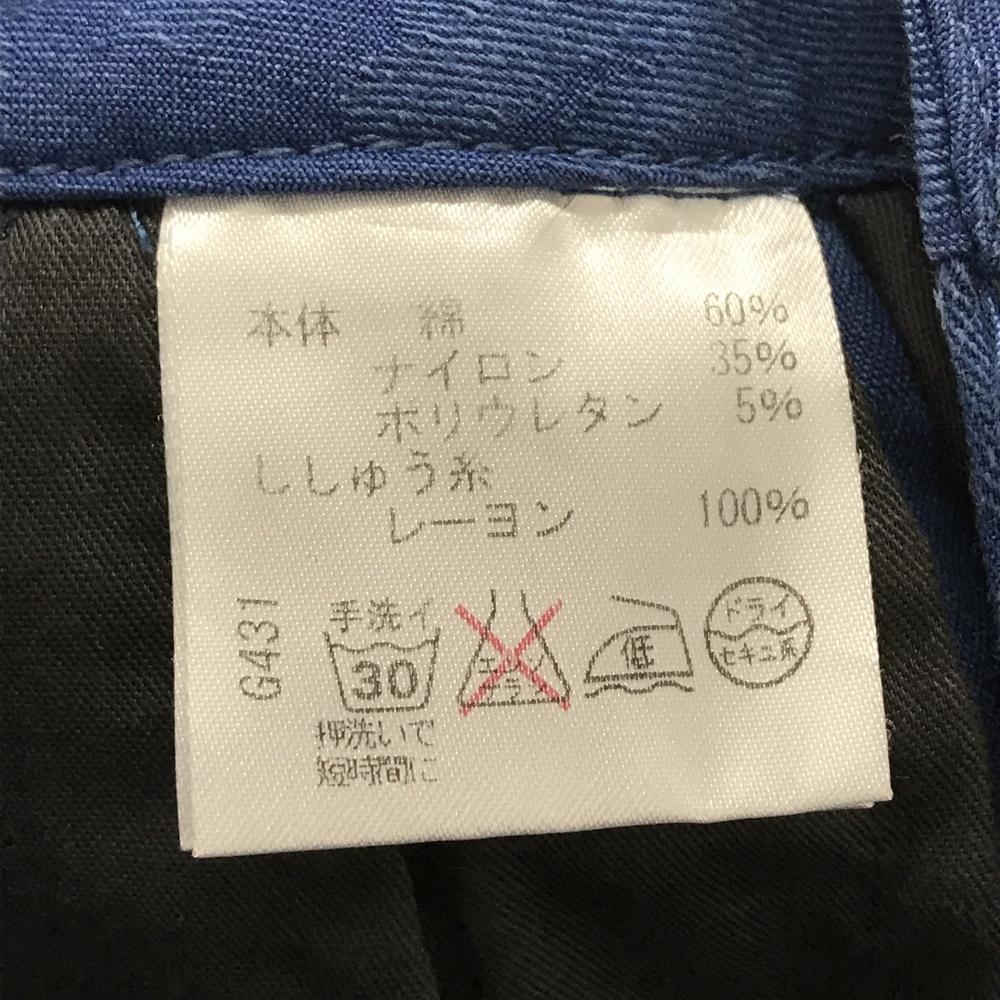 本体 綿 60%
ナイロン 35%
ポリウレタン 5%
ししゅう糸
レーヨン 100%
G431
手洗イ
30
押洗いで
短時間に
エンソ
サラシ
低
ドライ
セキユ系